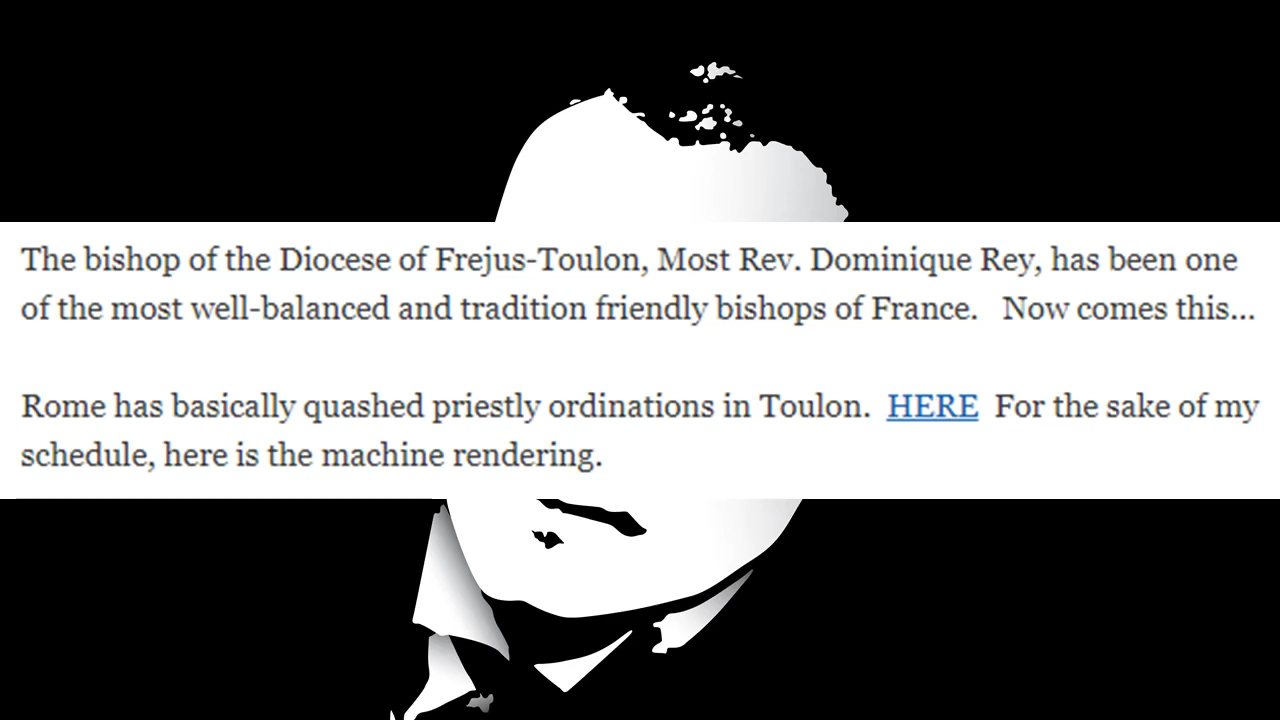 The bishop of the Diocese of Frejus-Toulon, Most Rev. Dominique Rey, has been one
of the most well-balanced and tradition friendly bishops of France.   Now comes this...
Rome has basically quashed priestly ordinations in Toulon.  HERE  For the sake of my
schedule, here is the machine rendering.